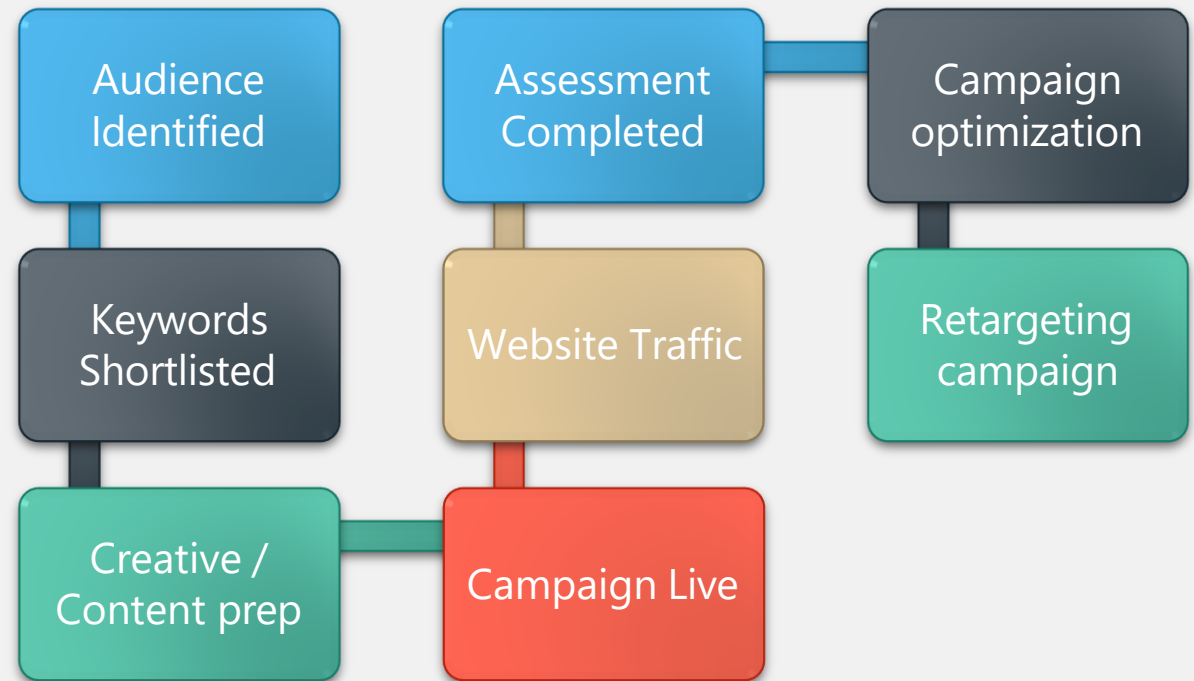 Audience
Identified
Keywords
Shortlisted
Creative /
Content prep
Campaign Live
Website Traffic
Assessment
Completed
Campaign
optimization
Retargeting
campaign